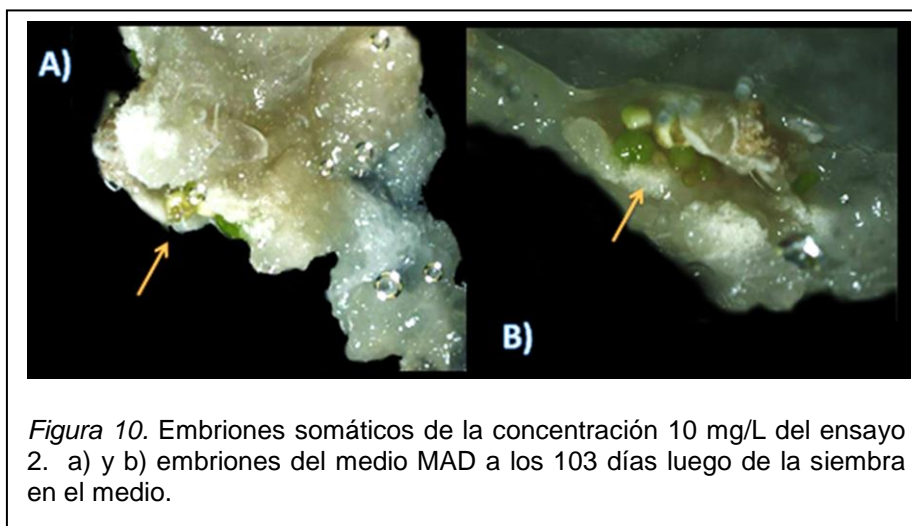 A)
B)
Figura 10. Embriones somáticos de la concentración 10 mg/L del ensayo
2. a) y b) embriones del medio MAD a los 103 días luego de la siembra
en el medio.